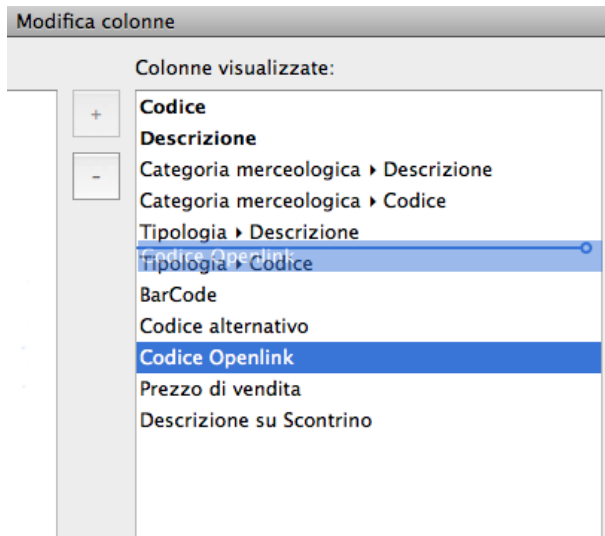 Modifica colonne
Colonne visualizzate:
+
Codice
-
Descrizione
Categoria merceologica ▸ Descrizione
Categoria merceologica ▸ Codice
Tipologia ▸ Descrizione
Codice Openlink
Tipologia ▸ Codice
BarCode
Codice alternativo
Codice Openlink
Prezzo di vendita
Descrizione su Scontrino